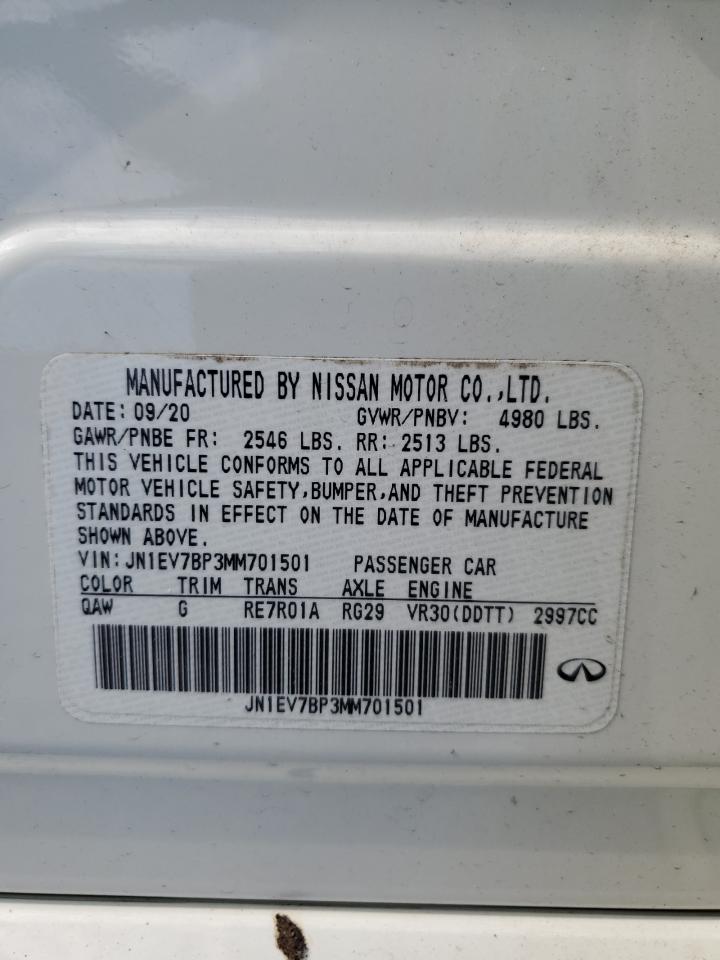 MANUFACTURED BY NISSAN MOTOR CO.,LTD.
DATE: 09/20 GVWR/PNBV: 4980 LBS.
GAWR/PNBE FR: 2546 LBS. RR: 2513 LBS.
THIS VEHICLE CONFORMS TO ALL APPLICABLE FEDERAL
MOTOR VEHICLE SAFETY,BUMPER,AND THEFT PREVENTION
STANDARDS IN EFFECT ON THE DATE OF MANUFACTURE
SHOWN ABOVE.
VIN:JN1EV7BP3MM701501 PASSENGER CAR
COLOR TRIM TRANS AXLE ENGINE
QAW G RE7R01A RG29 VR30(DDTT) 2997CC
JN1EV7BP3MM701501